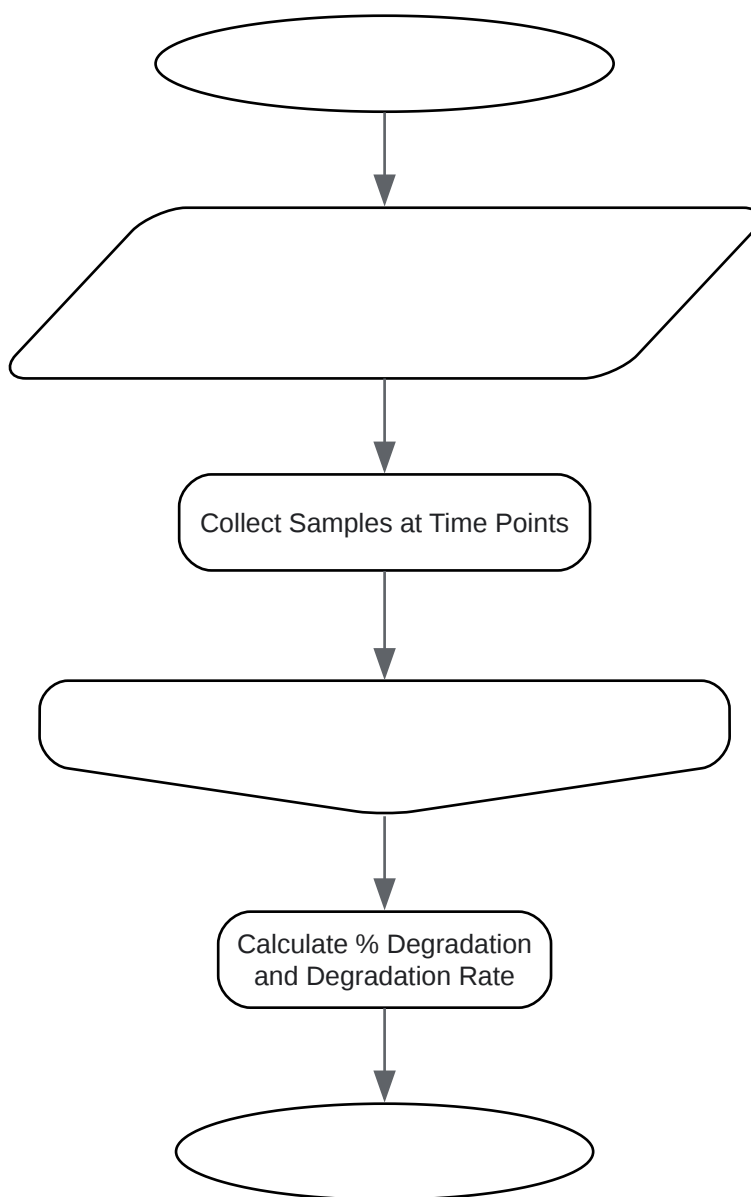 Collect Samples at Time Points
Calculate % Degradation
and Degradation Rate